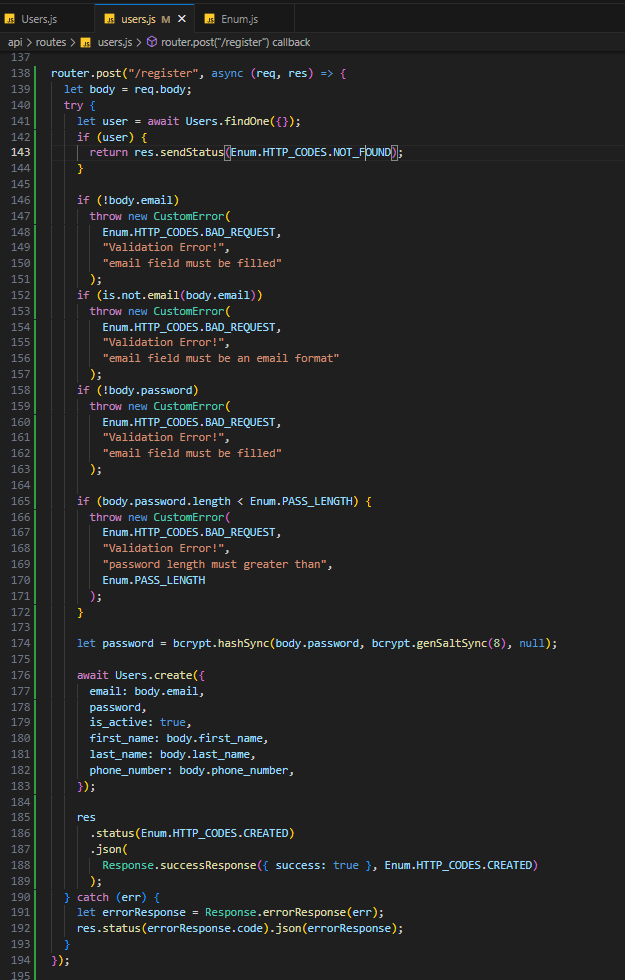 Users.js users.js M × Enum.js
api > routes > users.js > router.post("/register") callback
137
138 router.post("/register", async (req, res) => {
139   let body = req.body;
140   try {
141     let user = await Users.findOne({});
142     if (user) {
143       return res.sendStatus(Enum.HTTP_CODES.NOT_FOUND);
144     }
145
146     if (!body.email)
147       throw new CustomError(
148         Enum.HTTP_CODES.BAD_REQUEST,
149         "Validation Error!",
150         "email field must be filled"
151       );
152     if (is.not.email(body.email))
153       throw new CustomError(
154         Enum.HTTP_CODES.BAD_REQUEST,
155         "Validation Error!",
156         "email field must be an email format"
157       );
158     if (!body.password)
159       throw new CustomError(
160         Enum.HTTP_CODES.BAD_REQUEST,
161         "Validation Error!",
162         "email field must be filled"
163       );
164
165     if (body.password.length < Enum.PASS_LENGTH) {
166       throw new CustomError(
167         Enum.HTTP_CODES.BAD_REQUEST,
168         "Validation Error!",
169         "password length must greater than",
170         Enum.PASS_LENGTH
171       );
172     }
173
174     let password = bcrypt.hashSync(body.password, bcrypt.genSaltSync(8), null);
175
176     await Users.create({
177       email: body.email,
178       password,
179       is_active: true,
180       first_name: body.first_name,
181       last_name: body.last_name,
182       phone_number: body.phone_number,
183     });
184
185     res
186       .status(Enum.HTTP_CODES.CREATED)
187       .json(
188         Response.successResponse({ success: true }, Enum.HTTP_CODES.CREATED)
189       );
190   } catch (err) {
191     let errorResponse = Response.errorResponse(err);
192     res.status(errorResponse.code).json(errorResponse);
193   }
194 });
195